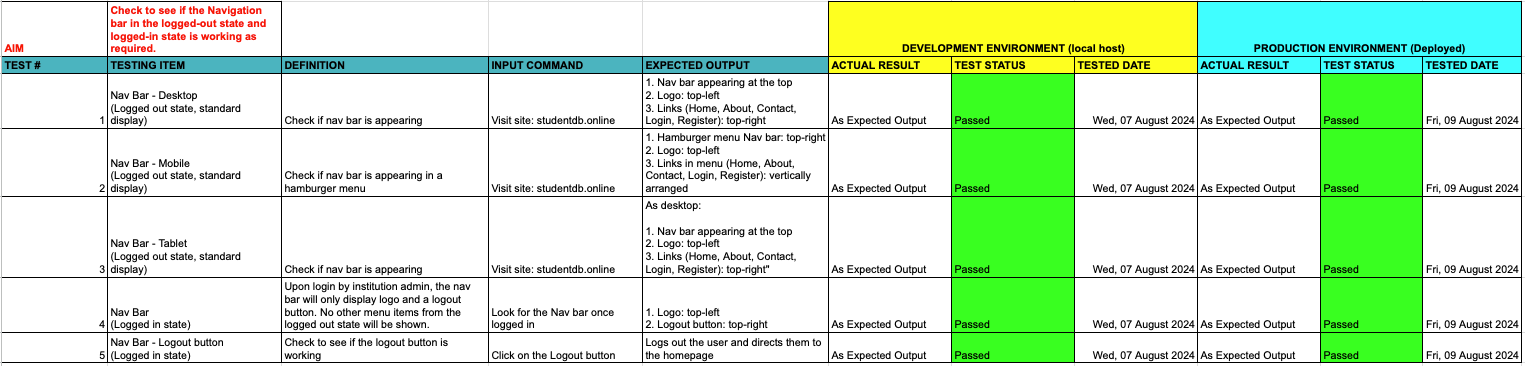 AIM
Check to see if the Navigation
bar in the logged-out state and
logged-in state is working as
required.
DEVELOPMENT ENVIRONMENT (local host)
PRODUCTION ENVIRONMENT (Deployed)
TEST #
TESTING ITEM
DEFINITION
INPUT COMMAND
EXPECTED OUTPUT
ACTUAL RESULT
TEST STATUS
TESTED DATE
ACTUAL RESULT
TEST STATUS
TESTED DATE
1
Nav Bar - Desktop
(Logged out state, standard
display)
Check if nav bar is appearing
Visit site: studentdb.online
1. Nav bar appearing at the top
2. Logo: top-left
3. Links (Home, About, Contact,
Login, Register): top-right
As Expected Output
Passed
Wed, 07 August 2024
As Expected Output
Passed
Fri, 09 August 2024
2
Nav Bar - Mobile
(Logged out state, standard
display)
Check if nav bar is appearing in a
hamburger menu
Visit site: studentdb.online
1. Hamburger menu Nav bar: top-right
2. Logo: top-left
3. Links in menu (Home, About,
Contact, Login, Register): vertically
arranged
As Expected Output
Passed
Wed, 07 August 2024
As Expected Output
Passed
Fri, 09 August 2024
3
Nav Bar - Tablet
(Logged out state, standard
display)
Check if nav bar is appearing
Visit site: studentdb.online
As desktop:
1. Nav bar appearing at the top
2. Logo: top-left
3. Links (Home, About, Contact,
Login, Register): top-right"
As Expected Output
Passed
Wed, 07 August 2024
As Expected Output
Passed
Fri, 09 August 2024
4
Nav Bar
(Logged in state)
Upon login by institution admin, the nav
bar will only display logo and a logout
button. No other menu items from the
logged out state will be shown.
Look for the Nav bar once
logged in
1. Logo: top-left
2. Logout button: top-right
As Expected Output
Passed
Wed, 07 August 2024
As Expected Output
Passed
Fri, 09 August 2024
5
Nav Bar - Logout button
(Logged in state)
Check to see if the logout button is
working
Click on the Logout button
Logs out the user and directs them to
the homepage
As Expected Output
Passed
Wed, 07 August 2024
As Expected Output
Passed
Fri, 09 August 2024